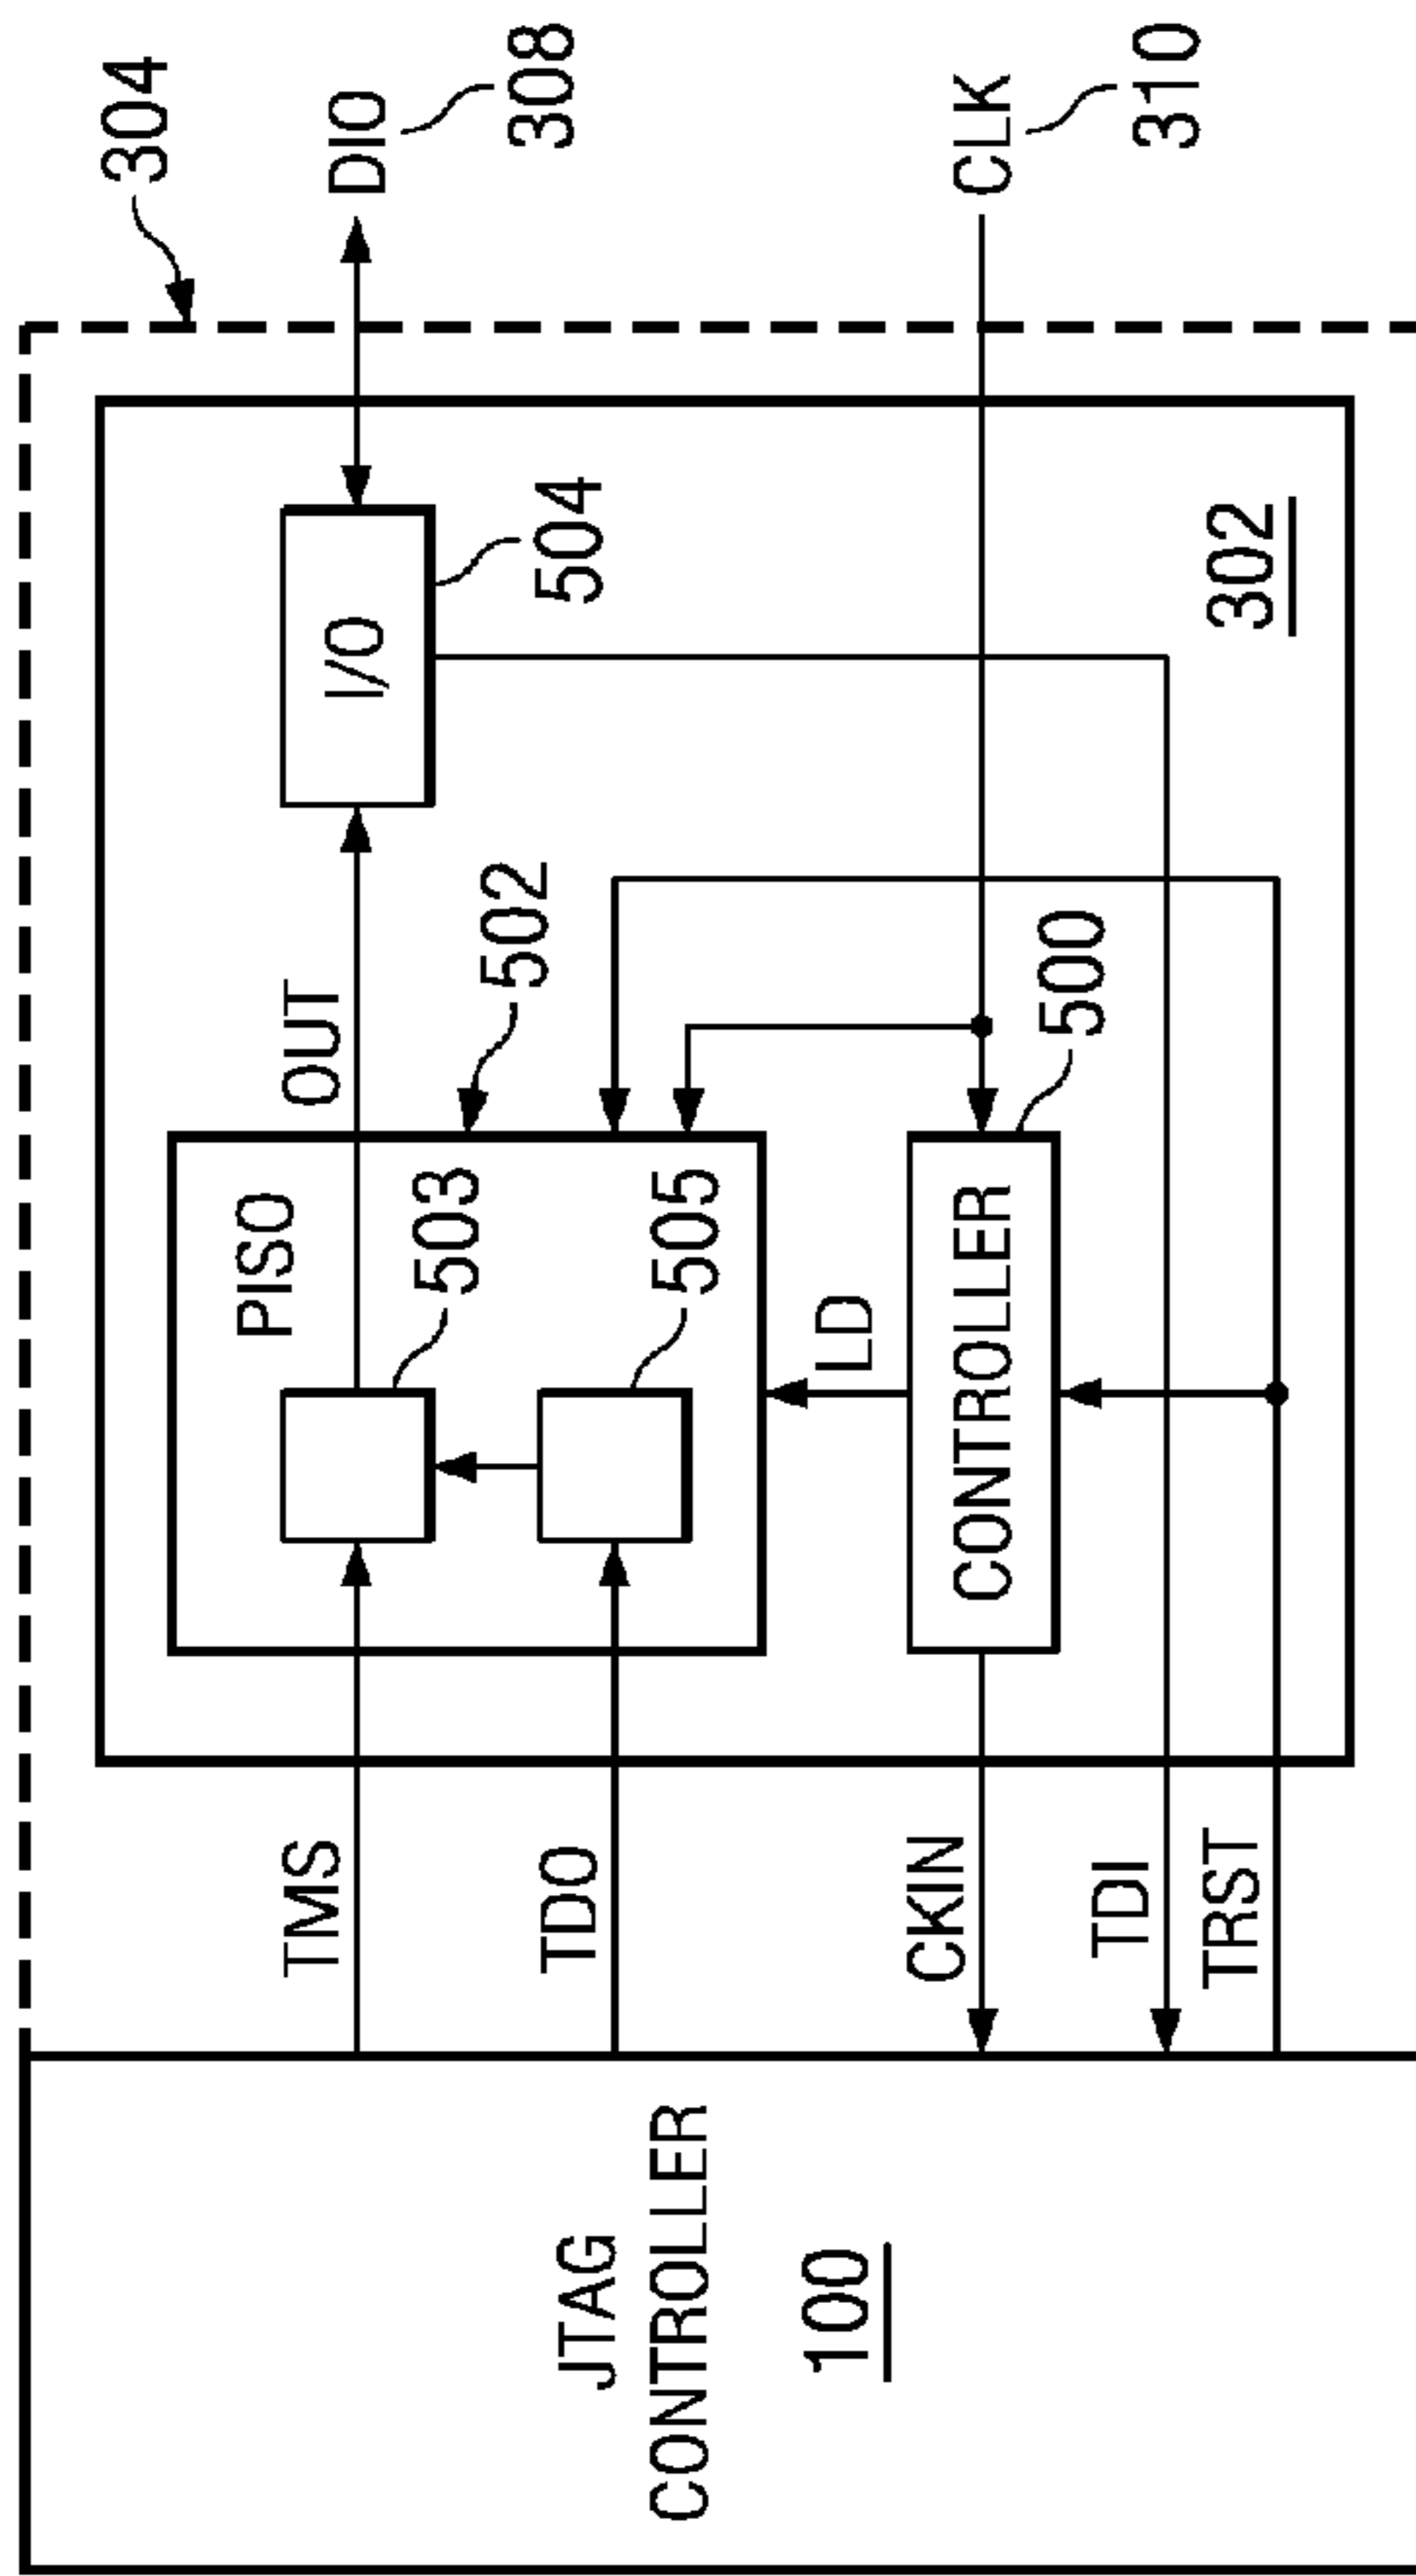 304
DIO
308
CLK
310
I/O
504
302
OUT
502
500
PISO
503
505
LD
CONTROLLER
TMS
TDO
CKIN
TDI
TRST
JTAG
CONTROLLER
100